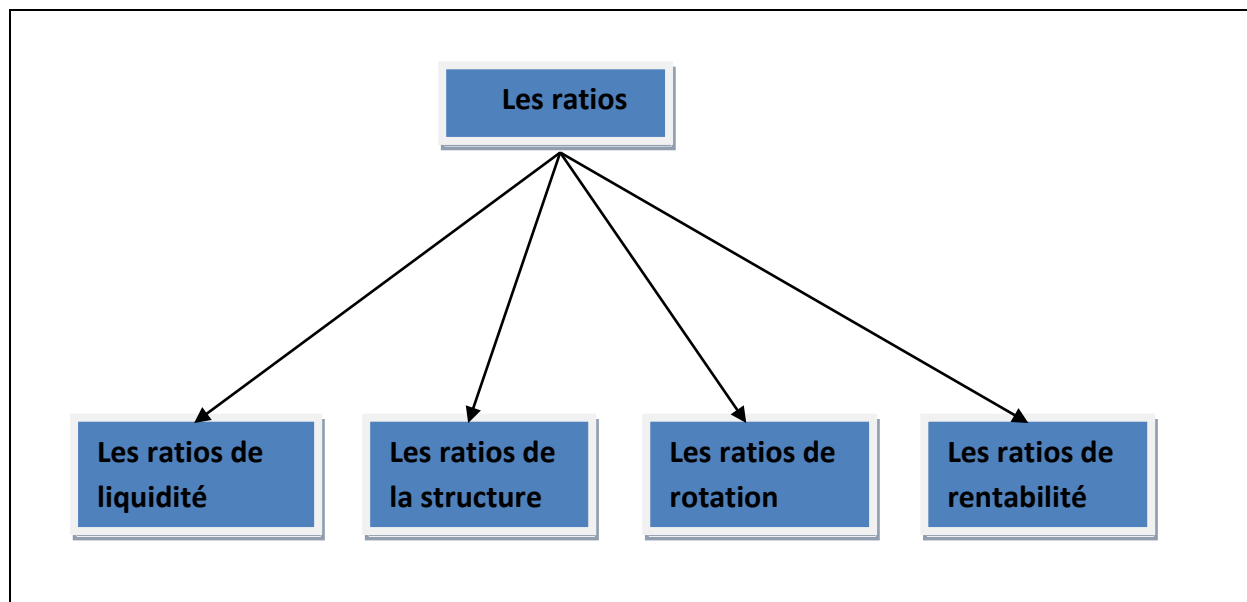 Les ratios
Les ratios de
liquidité
Les ratios de
la structure
Les ratios de
rotation
Les ratios de
rentabilité